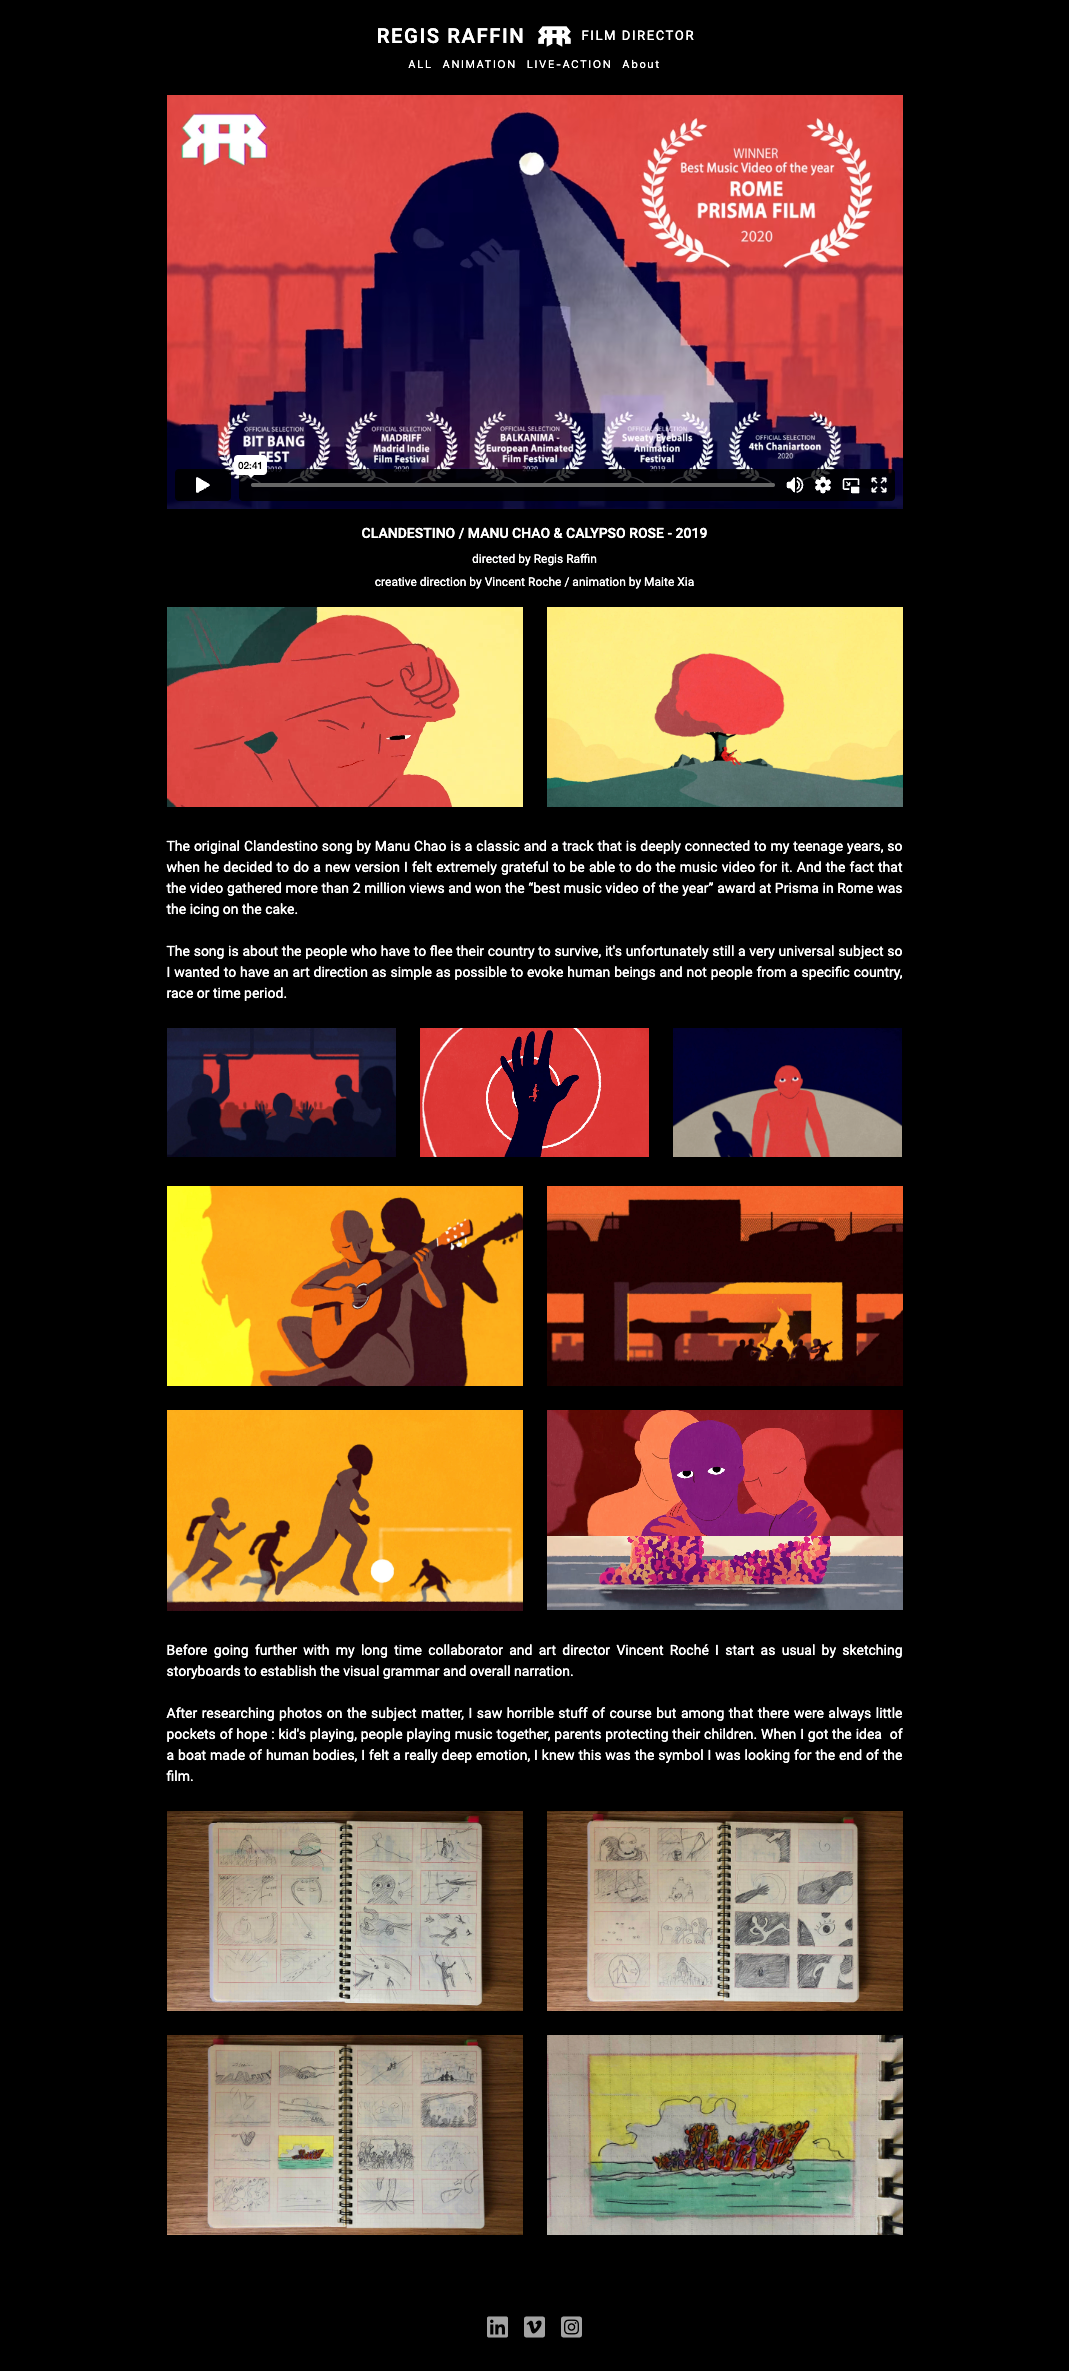 REGIS RAFFIN RRR FILM DIRECTOR
ALL ANIMATION LIVE-ACTION About
RRR
WINNER
Best Music Video of the year
ROME
PRISMA FILM
2020
OFFICIAL SELECTION
BIT BANG
FEST
2019
OFFICIAL SELECTION
MADRIFF
Madrid Indie
Film Festival
2020
OFFICIAL SELECTION
BALKANIMA -
European Animated
Film Festival
2020
OFFICIAL SELECTION
Sweaty Eyeballs
Animation
Festival
2019
OFFICIAL SELECTION
4th Chaniartoon
2020
02:41
CLANDESTINO / MANU CHAO & CALYPSO ROSE - 2019
directed by Regis Raffin
creative direction by Vincent Roche / animation by Maite Xia
The original Clandestino song by Manu Chao is a classic and a track that is deeply connected to my teenage years, so
when he decided to do a new version I felt extremely grateful to be able to do the music video for it. And the fact that
the video gathered more than 2 million views and won the “best music video of the year” award at Prisma in Rome was
the icing on the cake.
The song is about the people who have to flee their country to survive, it's unfortunately still a very universal subject so
I wanted to have an art direction as simple as possible to evoke human beings and not people from a specific country,
race or time period.
Before going further with my long time collaborator and art director Vincent Roché I start as usual by sketching
storyboards to establish the visual grammar and overall narration.
After researching photos on the subject matter, I saw horrible stuff of course but among that there were always little
pockets of hope : kid's playing, people playing music together, parents protecting their children. When I got the idea of
a boat made of human bodies, I felt a really deep emotion, I knew this was the symbol I was looking for the end of the
film.